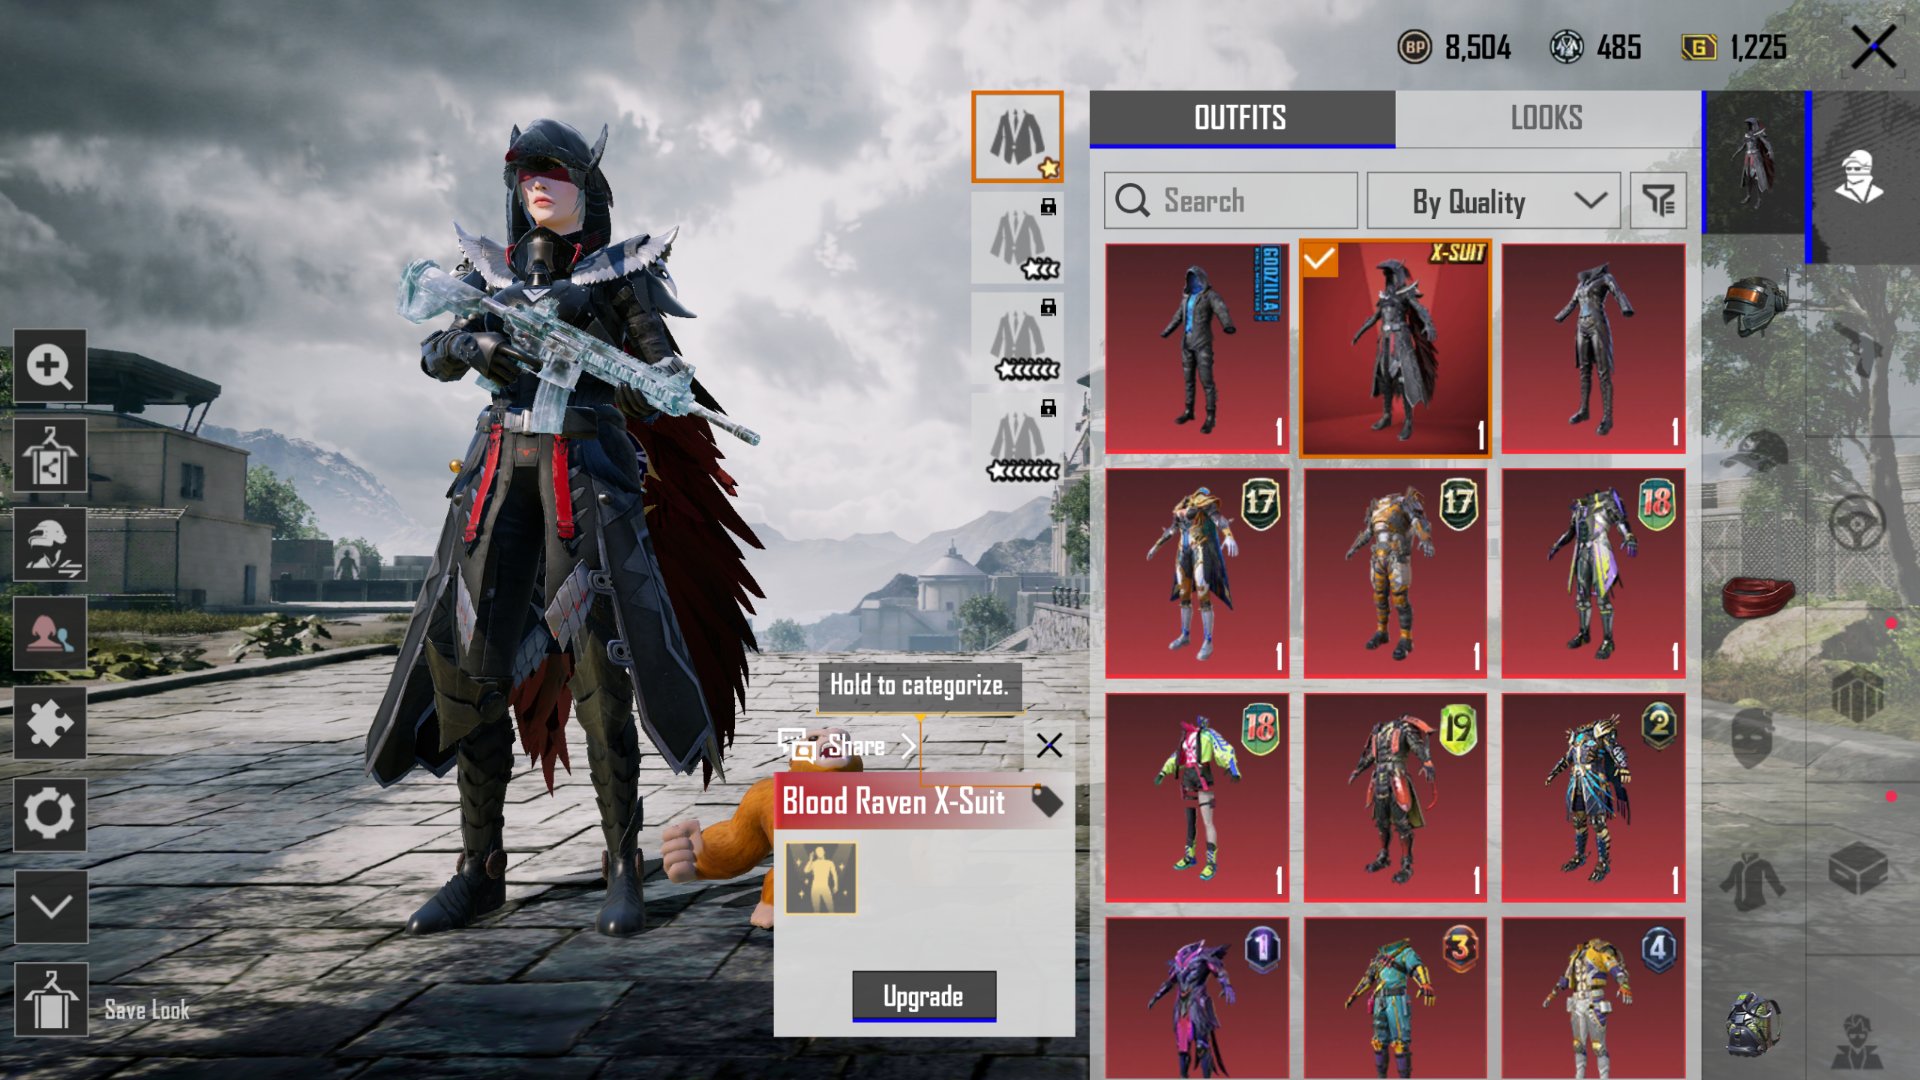 BP 8,504 485 G 1,225
OUTFITS LOOKS
Search By Quality
GODZILLA X-SUIT
1 1 1
17 17 18
1 1 1
18 19 2
1 1 1
1 3 4
Hold to categorize.
Share
Blood Raven X-Suit
Upgrade
Save Look